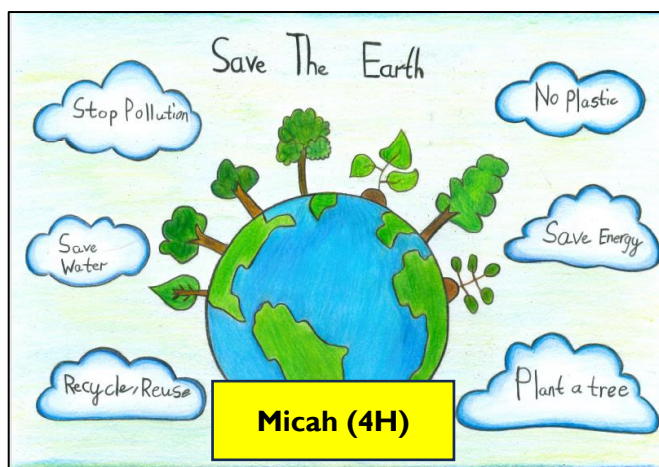 Save The Earth
Stop Pollution
No Plastic
Save
Water
Save Energy
Recycle, Reuse
Plant a tree
Micah (4H)